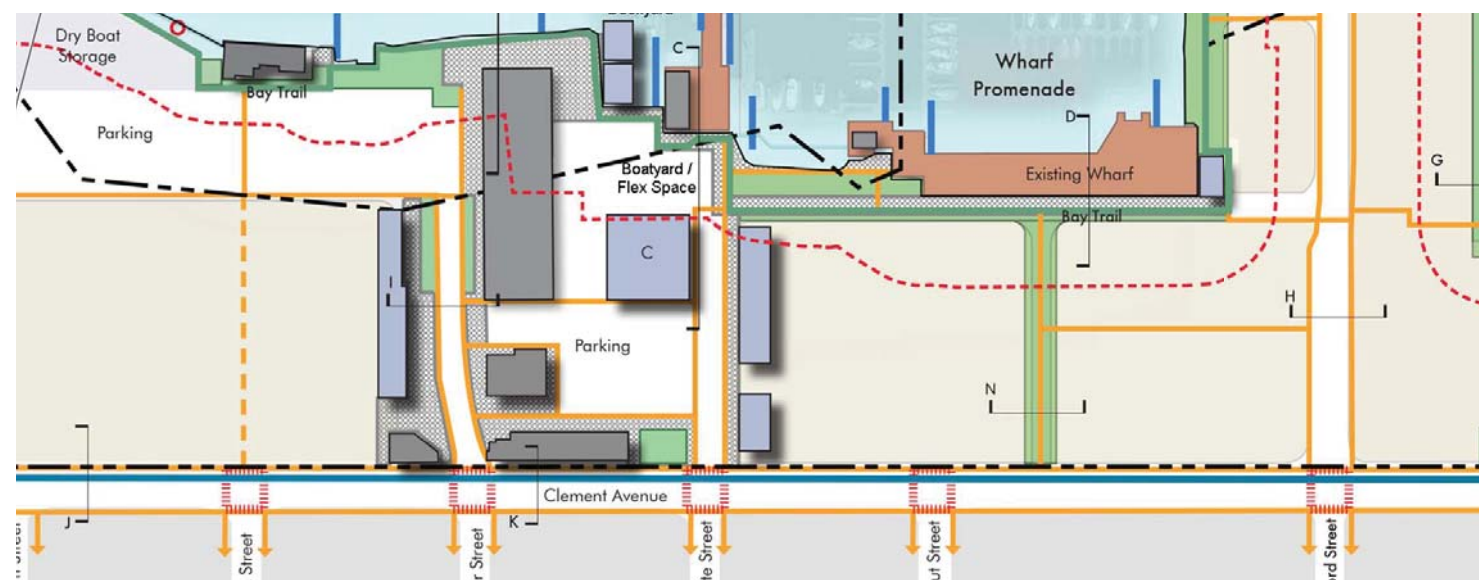 Dry Boat
Storage
Bay Trail
Parking
C
Wharf
Promenade
D
Existing Wharf
Boatyard /
Flex Space
G
Bay Trail
C
I
H
Parking
N
Clement Avenue
J
K
Street
Street
Street
Street